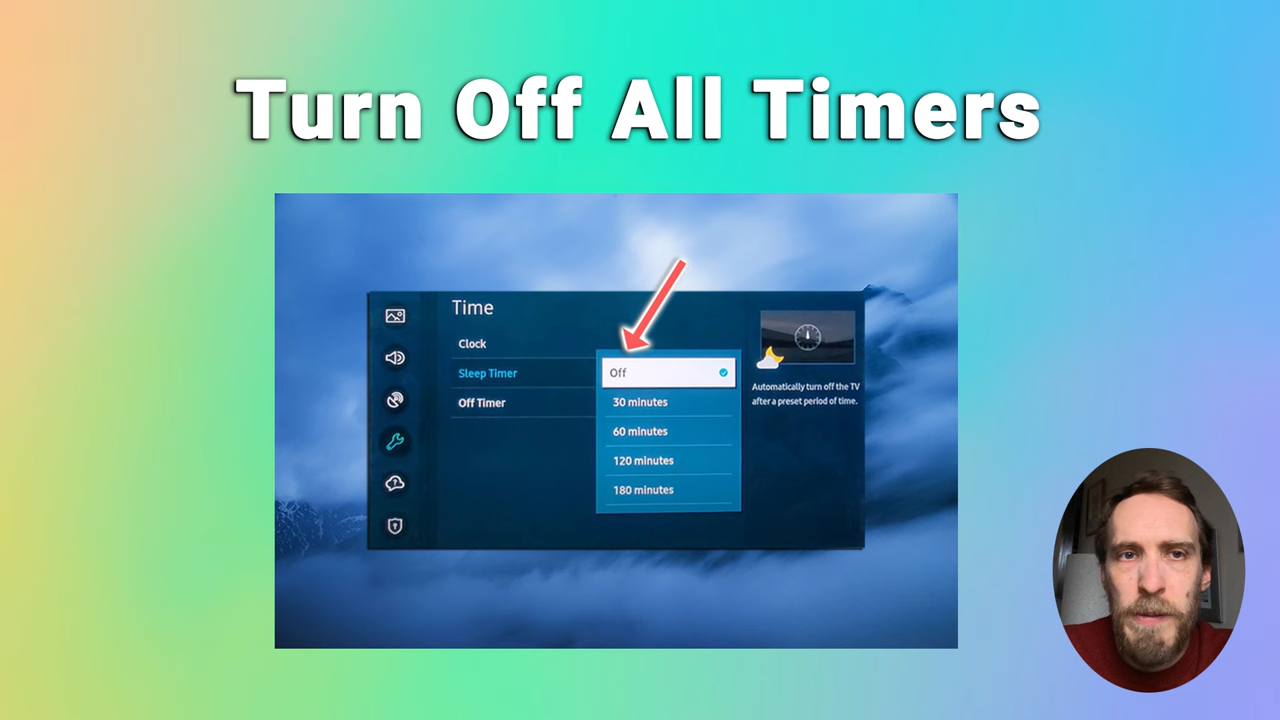 Turn Off All Timers
Time
Clock
Sleep Timer
Off Timer
Off
30 minutes
60 minutes
120 minutes
180 minutes
Automatically turn off the TV
after a preset period of time.